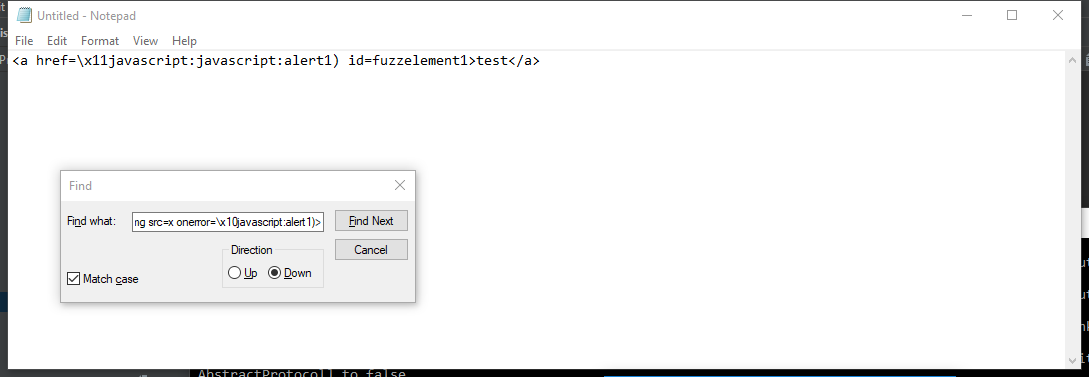 Untitled - Notepad
File Edit Format View Help
<a href=\x11javascript:javascript:alert1) id=fuzzelement1>test</a>
Find
Find what: ng src=x onerror=\x10javascript:alert1)> Find Next
Direction Cancel
Up Down
Match case
AbstractProtocol] to false